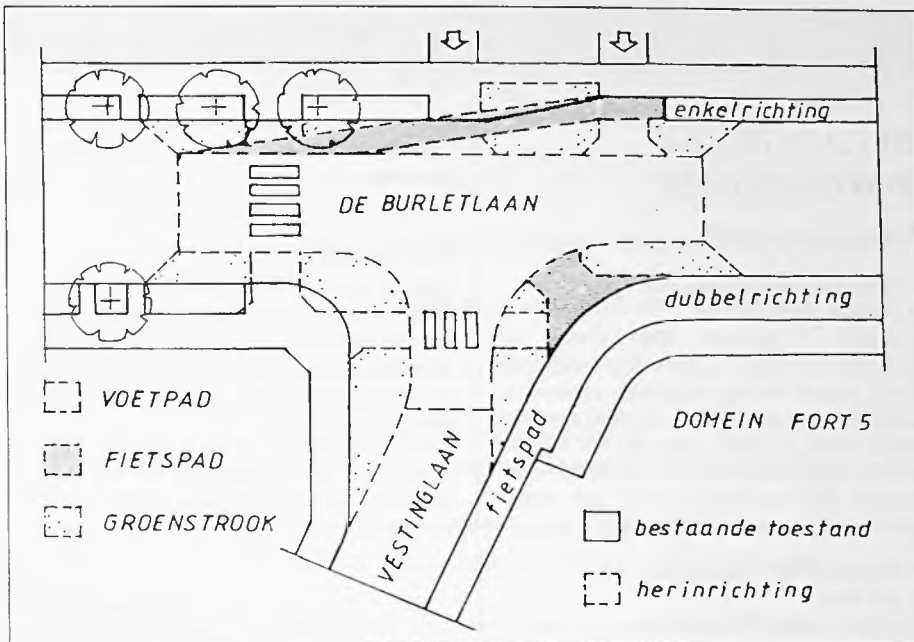 enkelrichting
DE BURLETLAAN
dubbelrichting
VOETPAD
FIETSPAD
GROENSTROOK
VESTINGLAAN
fietspad
DOMEIN FORT 5
bestaande toestand
herinrichting